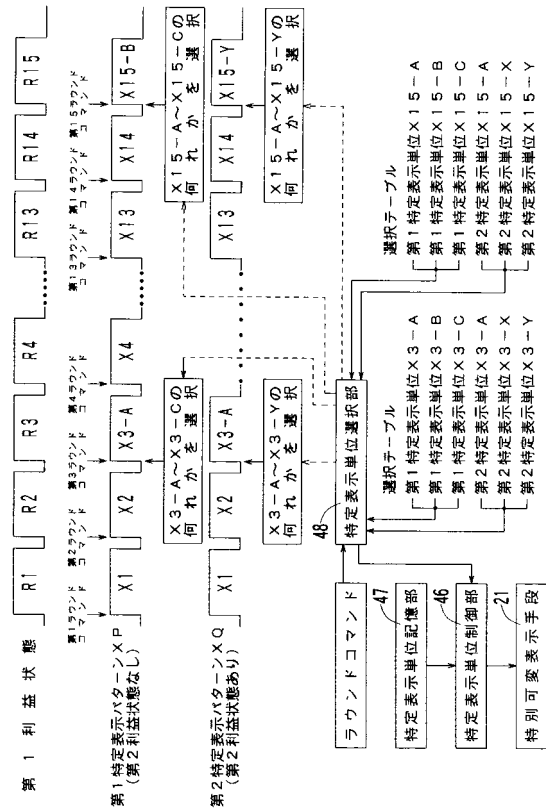 第１利益状態
R1 R2 R3 R4 R13 R14 R15
第１ラウンドコマンド
第２ラウンドコマンド
第３ラウンドコマンド
第４ラウンドコマンド
第１３ラウンドコマンド
第１４ラウンドコマンド
第１５ラウンドコマンド
第１特定表示パターンＸＰ
（第２利益状態なし）
X1 X2 X3-A X4 X13 X14 X15-B
X3-A～X3-Cの
何れかを選択
X15-A～X15-Cの
何れかを選択
第２特定表示パターンＸＱ
（第２利益状態あり）
X1 X2 X3-A X13 X14 X15-Y
X3-A～X3-Yの
何れかを選択
X15-A～X15-Yの
何れかを選択
ラウンドコマンド
47
特定表示単位記憶部
46
特定表示単位制御部
21
特別可変表示手段
48
特定表示単位選択部
選択テーブル
第１特定表示単位X3-A
第１特定表示単位X3-B
第１特定表示単位X3-C
第２特定表示単位X3-A
第２特定表示単位X3-X
第２特定表示単位X3-Y
選択テーブル
第１特定表示単位X15-A
第１特定表示単位X15-B
第１特定表示単位X15-C
第２特定表示単位X15-A
第２特定表示単位X15-X
第２特定表示単位X15-Y